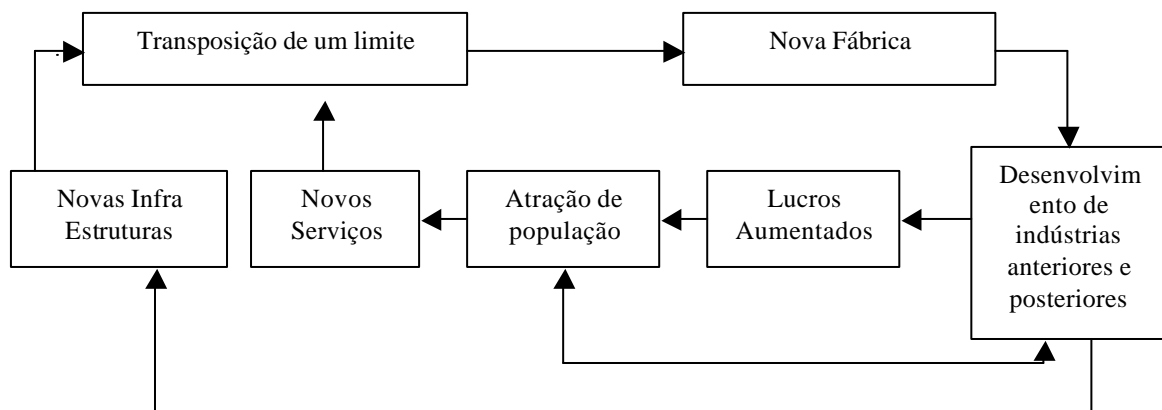 Transposição de um limite
Nova Fábrica
Novas Infra
Estruturas
Novos
Serviços
Atração de
população
Lucros
Aumentados
Desenvolvim
ento de
indústrias
anteriores e
posteriores